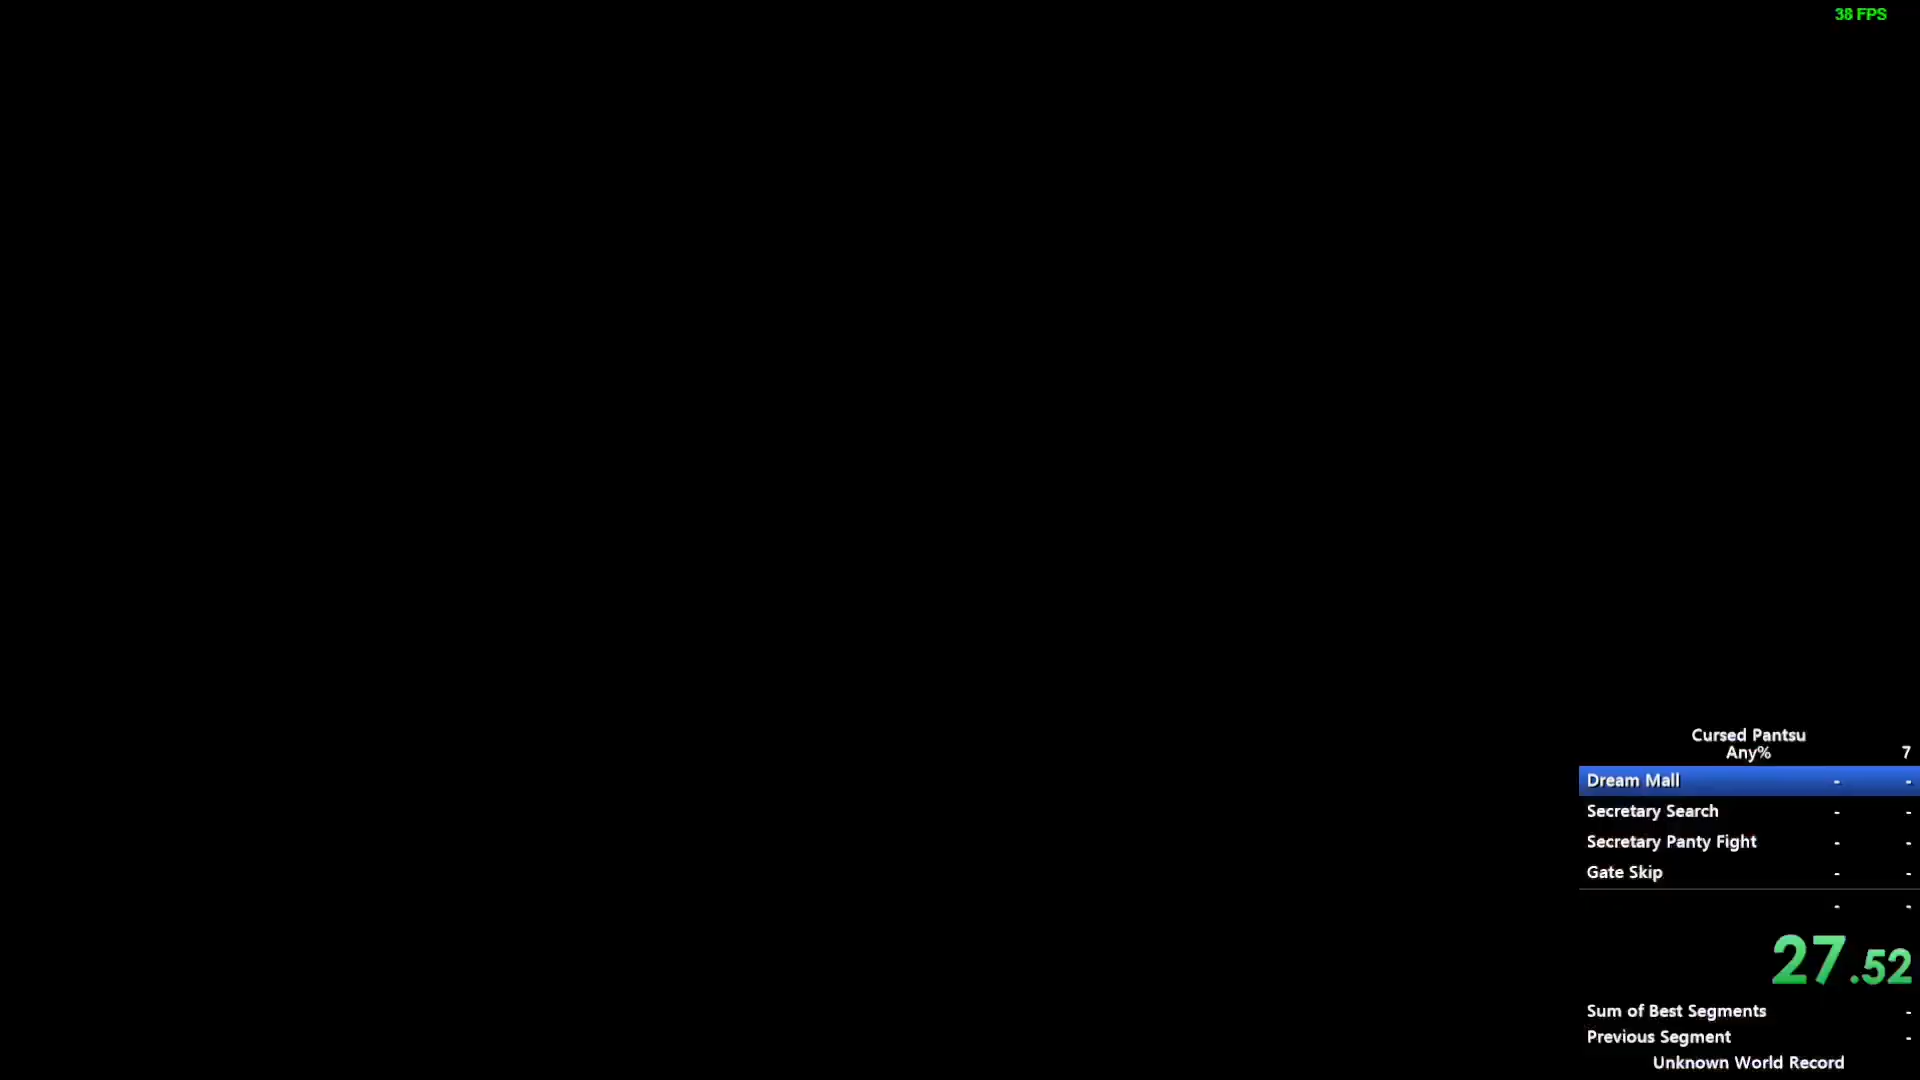 38 FPS
Cursed Pantsu
Any% 7
Dream Mall - -
Secretary Search - -
Secretary Panty Fight - -
Gate Skip - -
- -
27.52
Sum of Best Segments -
Previous Segment -
Unknown World Record